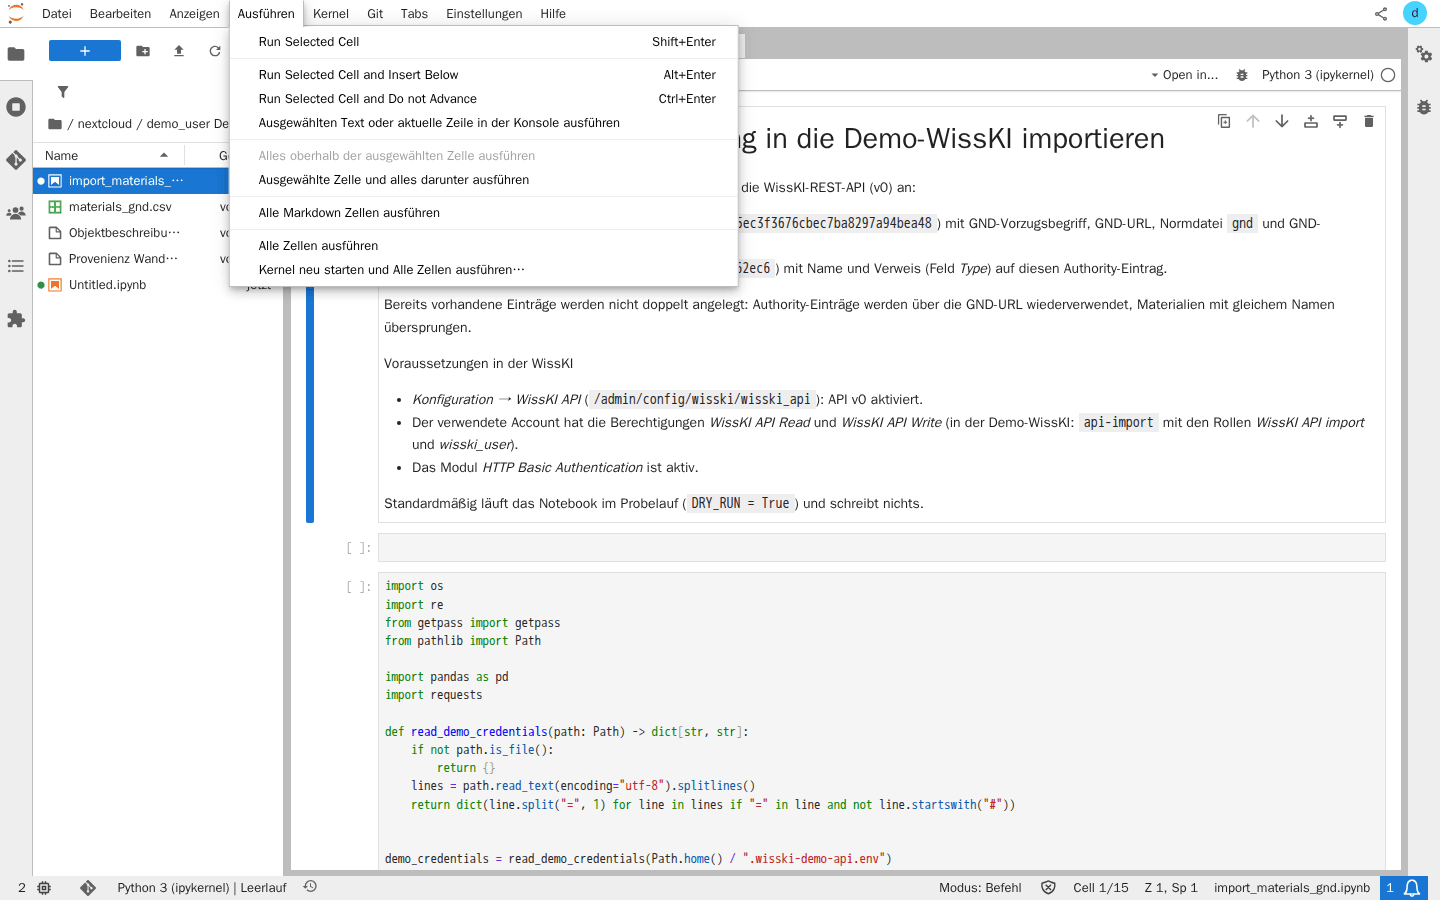 Datei Bearbeiten Anzeigen Ausführen Kernel Git Tabs Einstellungen Hilfe d
Run Selected Cell Shift+Enter
Run Selected Cell and Insert Below Alt+Enter
Run Selected Cell and Do not Advance Ctrl+Enter
Ausgewählten Text oder aktuelle Zeile in der Konsole ausführen
Alles oberhalb der ausgewählten Zelle ausführen
Ausgewählte Zelle und alles darunter ausführen
Alle Markdown Zellen ausführen
Alle Zellen ausführen
Kernel neu starten und Alle Zellen ausführen…
/ nextcloud / demo_user De
Name
import_materials_…
materials_gnd.csv
Objektbeschreibu…
Provenienz Wand…
Untitled.ipynb
Open in... Python 3 (ipykernel)
g in die Demo-WissKI importieren
die WissKI-REST-API (v0) an:
ec3f3676cbec7ba8297a94bea48) mit GND-Vorzugsbegriff, GND-URL, Normdatei gnd und GND-
2ec6) mit Name und Verweis (Feld Type) auf diesen Authority-Eintrag.
Bereits vorhandene Einträge werden nicht doppelt angelegt: Authority-Einträge werden über die GND-URL wiederverwendet, Materialien mit gleichem Namen
übersprungen.
Voraussetzungen in der WissKI
• Konfiguration → WissKI API (/admin/config/wisski/wisski_api): API v0 aktiviert.
• Der verwendete Account hat die Berechtigungen WissKI API Read und WissKI API Write (in der Demo-WissKI: api-import mit den Rollen WissKI API import
und wisski_user).
• Das Modul HTTP Basic Authentication ist aktiv.
Standardmäßig läuft das Notebook im Probelauf (DRY_RUN = True) und schreibt nichts.
[ ]:
[ ]:
import os
import re
from getpass import getpass
from pathlib import Path
import pandas as pd
import requests
def read_demo_credentials(path: Path) -> dict[str, str]:
    if not path.is_file():
        return {}
    lines = path.read_text(encoding="utf-8").splitlines()
    return dict(line.split("=", 1) for line in lines if "=" in line and not line.startswith("#"))
demo_credentials = read_demo_credentials(Path.home() / ".wisski-demo-api.env")
2 Python 3 (ipykernel) | Leerlauf Modus: Befehl Cell 1/15 Z 1, Sp 1 import_materials_gnd.ipynb 1